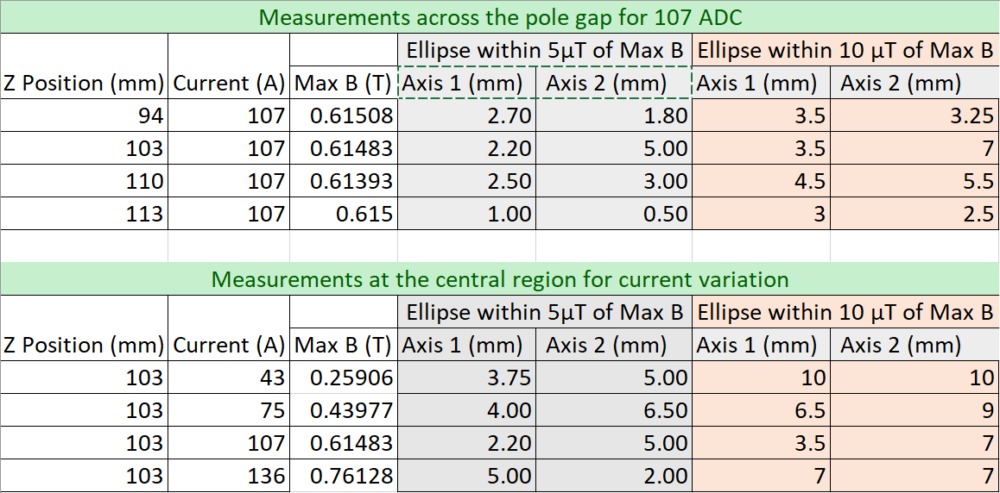 Measurements across the pole gap for 107 ADC
Ellipse within 5µT of Max B Ellipse within 10 µT of Max B
Z Position (mm) Current (A) Max B (T) Axis 1 (mm) Axis 2 (mm) Axis 1 (mm) Axis 2 (mm)
94 107 0.61508 2.70 1.80 3.5 3.25
103 107 0.61483 2.20 5.00 3.5 7
110 107 0.61393 2.50 3.00 4.5 5.5
113 107 0.615 1.00 0.50 3 2.5
Measurements at the central region for current variation
Ellipse within 5µT of Max B Ellipse within 10 µT of Max B
Z Position (mm) Current (A) Max B (T) Axis 1 (mm) Axis 2 (mm) Axis 1 (mm) Axis 2 (mm)
103 43 0.25906 3.75 5.00 10 10
103 75 0.43977 4.00 6.50 6.5 9
103 107 0.61483 2.20 5.00 3.5 7
103 136 0.76128 5.00 2.00 7 7